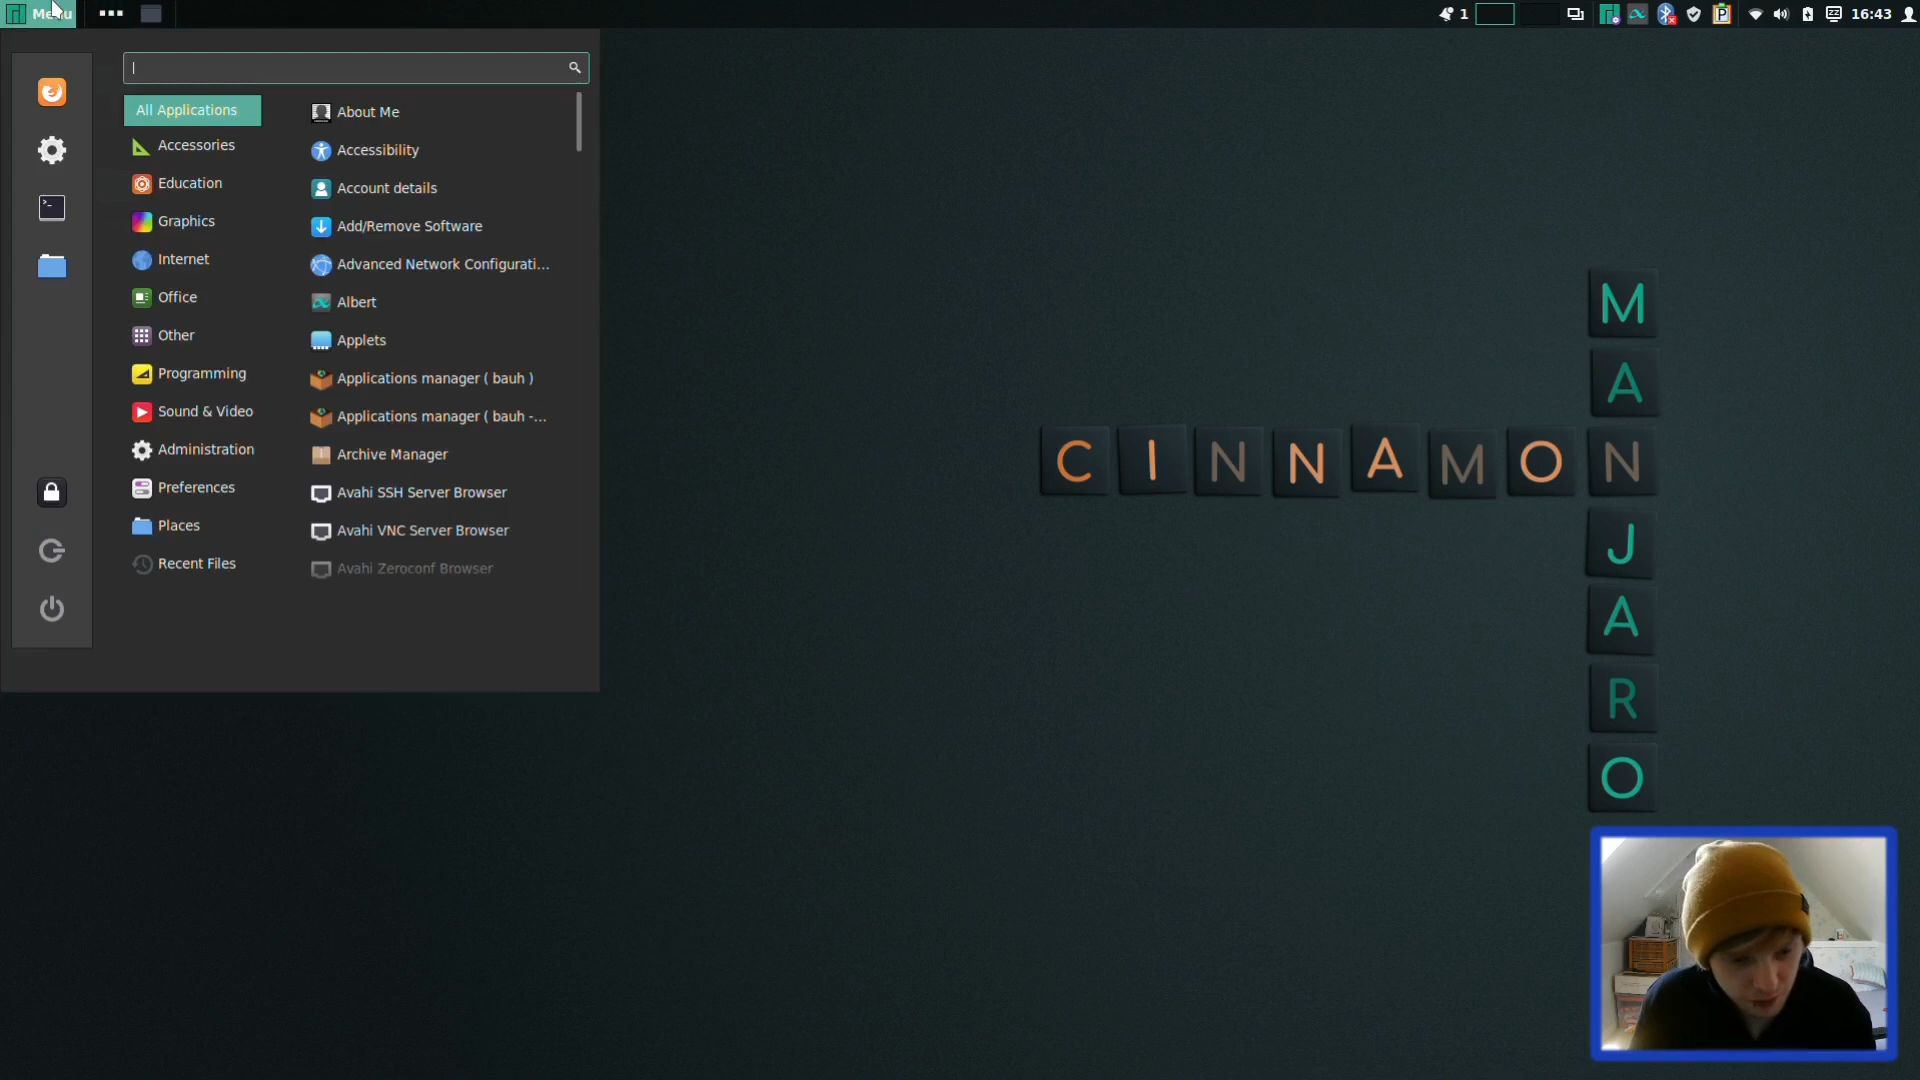 Menu
1
16:43
All Applications
Accessories
Education
Graphics
Internet
Office
Other
Programming
Sound & Video
Administration
Preferences
Places
Recent Files
About Me
Accessibility
Account details
Add/Remove Software
Advanced Network Configurati...
Albert
Applets
Applications manager ( bauh )
Applications manager ( bauh -...
Archive Manager
Avahi SSH Server Browser
Avahi VNC Server Browser
Avahi Zeroconf Browser
CINNAMON
MANJARO